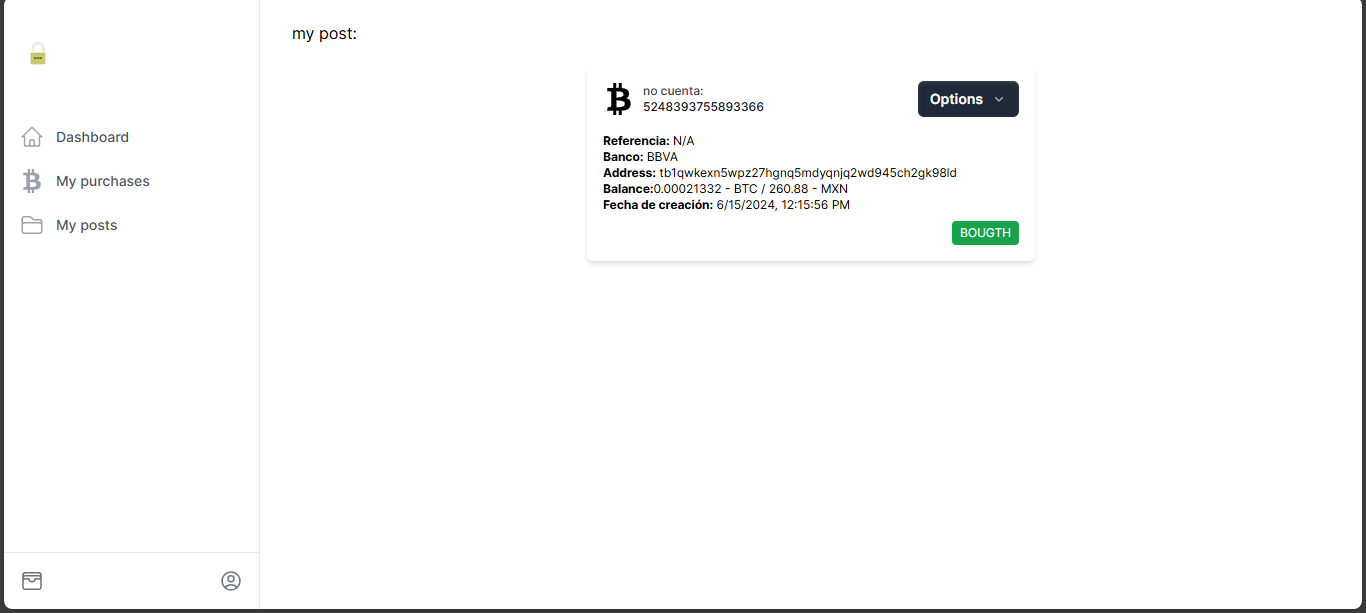 my post:
Dashboard
My purchases
My posts
no cuenta:
5248393755893366
Options
Referencia: N/A
Banco: BBVA
Address: tb1qwkexn5wpz27hgnq5mdyqnjq2wd945ch2gk98ld
Balance:0.00021332 - BTC / 260.88 - MXN
Fecha de creación: 6/15/2024, 12:15:56 PM
BOUGTH